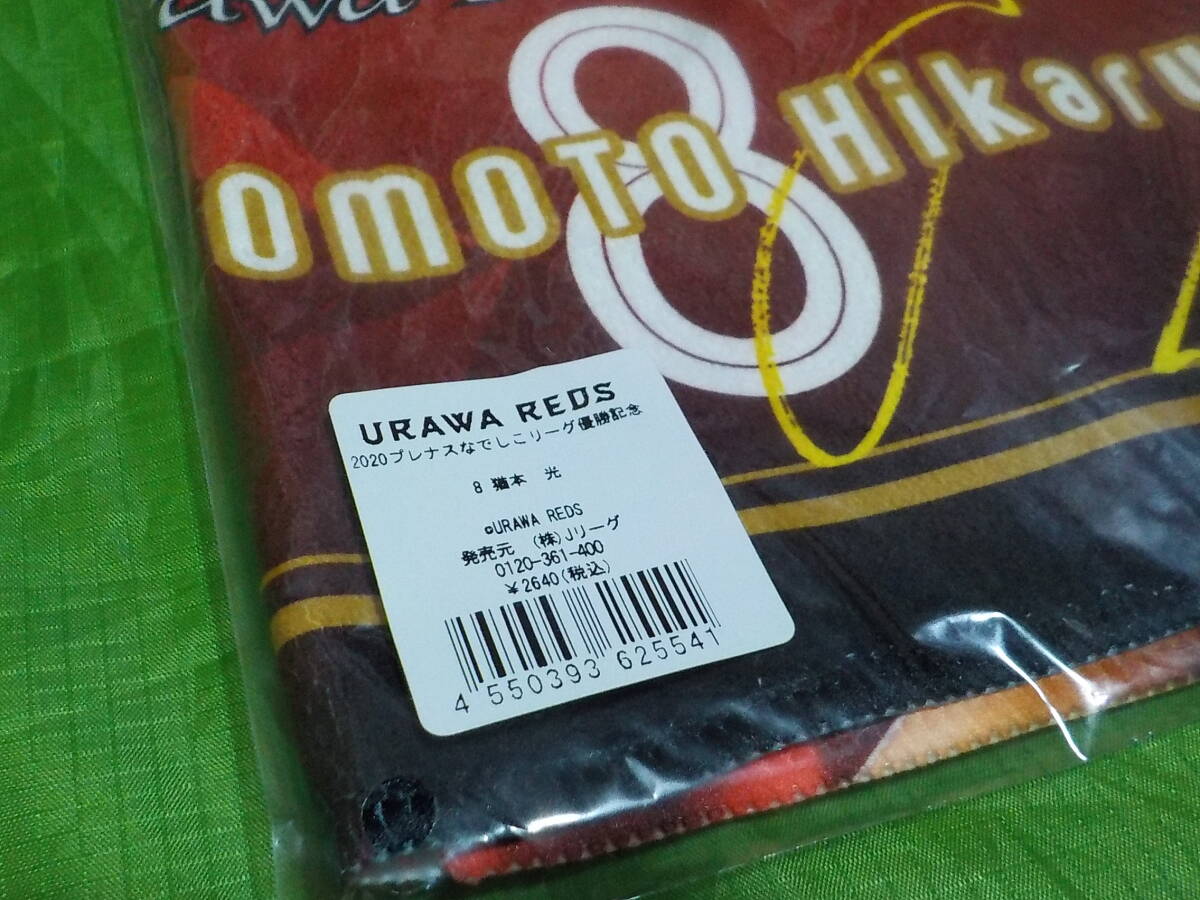 awa
8
OMOTO Hikaru
URAWA REDS
2020プレナスなでしこリーグ優勝記念
8 猶本 光
©URAWA REDS
発売元 (株)Jリーグ
0120-361-400
¥2640(税込)
4 550393 625541